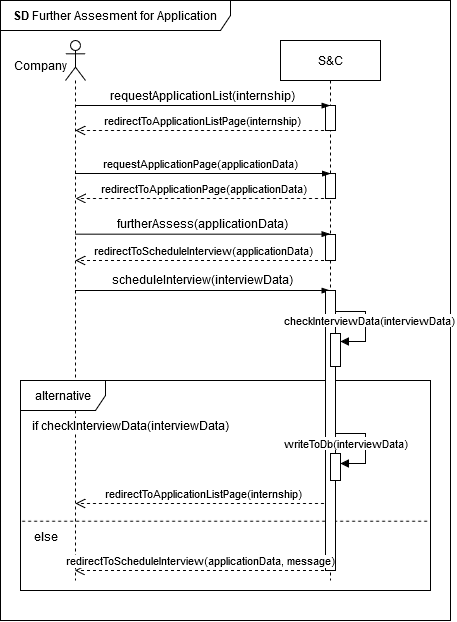 SD Further Assesment for Application
Company
S&C
requestApplicationList(internship)
redirectToApplicationListPage(internship)
requestApplicationPage(applicationData)
redirectToApplicationPage(applicationData)
furtherAssess(applicationData)
redirectToScheduleInterview(applicationData)
scheduleInterview(interviewData)
checkInterviewData(interviewData)
alternative
if checkInterviewData(interviewData)
writeToDb(interviewData)
redirectToApplicationListPage(internship)
else
redirectToScheduleInterview(applicationData, message)